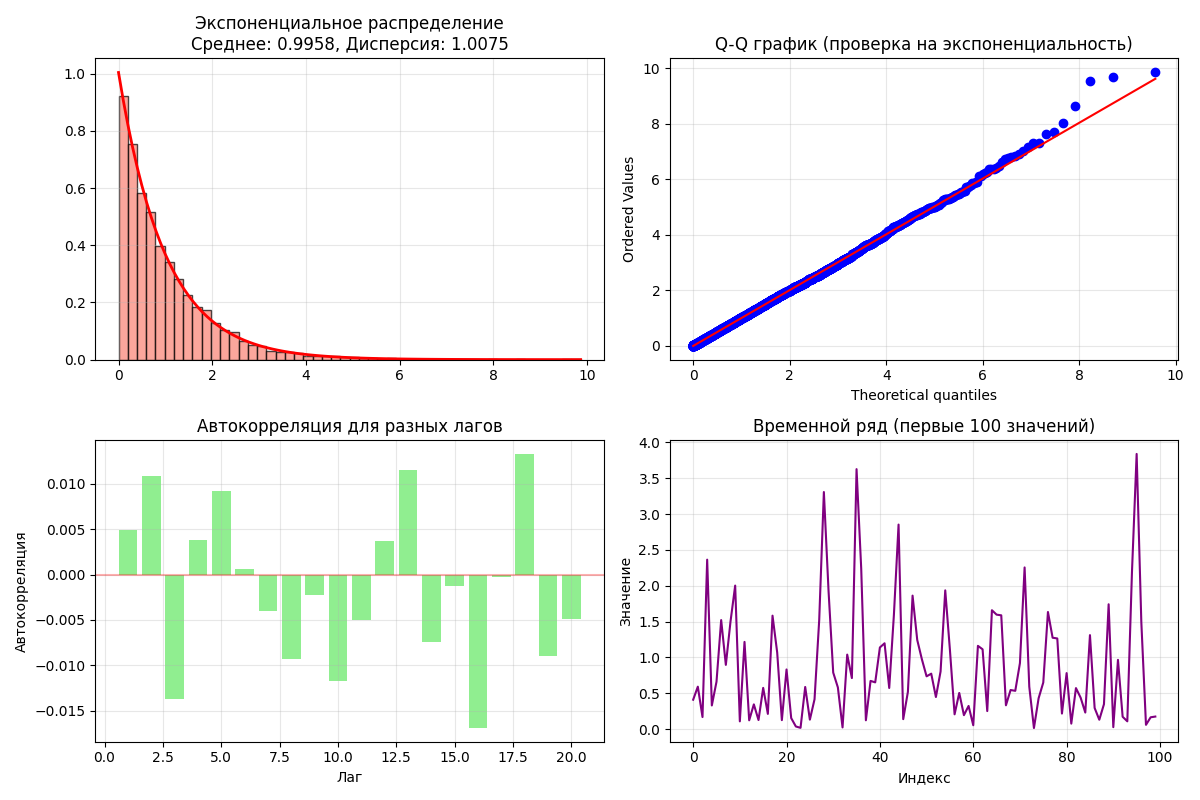 Экспоненциальное распределение
Среднее: 0.9958, Дисперсия: 1.0075
1.0
0.8
0.6
0.4
0.2
0.0
0 2 4 6 8 10
Q-Q график (проверка на экспоненциальность)
Ordered Values
10
8
6
4
2
0
0 2 4 6 8 10
Theoretical quantiles
Автокорреляция для разных лагов
Автокорреляция
0.010
0.005
0.000
−0.005
−0.010
−0.015
0.0 2.5 5.0 7.5 10.0 12.5 15.0 17.5 20.0
Лаг
Временной ряд (первые 100 значений)
Значение
4.0
3.5
3.0
2.5
2.0
1.5
1.0
0.5
0.0
0 20 40 60 80 100
Индекс